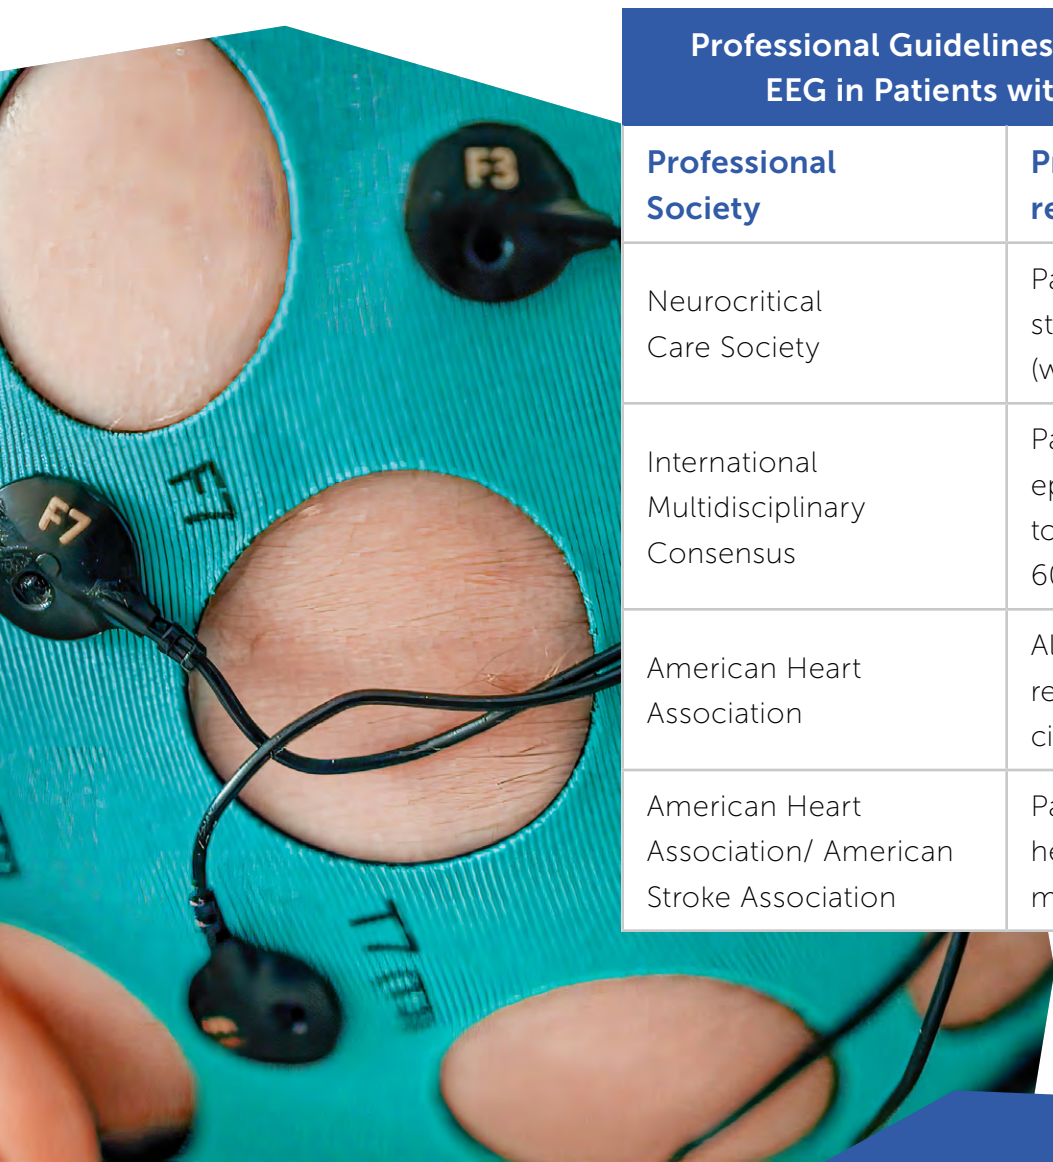 Professional Guidelines
EEG in Patients wit
Professional
Society
Pr
re
Neurocritical
Care Society
Pa
st
(w
International
Multidisciplinary
Consensus
Pa
ep
to
60
American Heart
Association
Al
re
ci
American Heart
Association/ American
Stroke Association
Pa
he
m
F3
F7
F7
T7